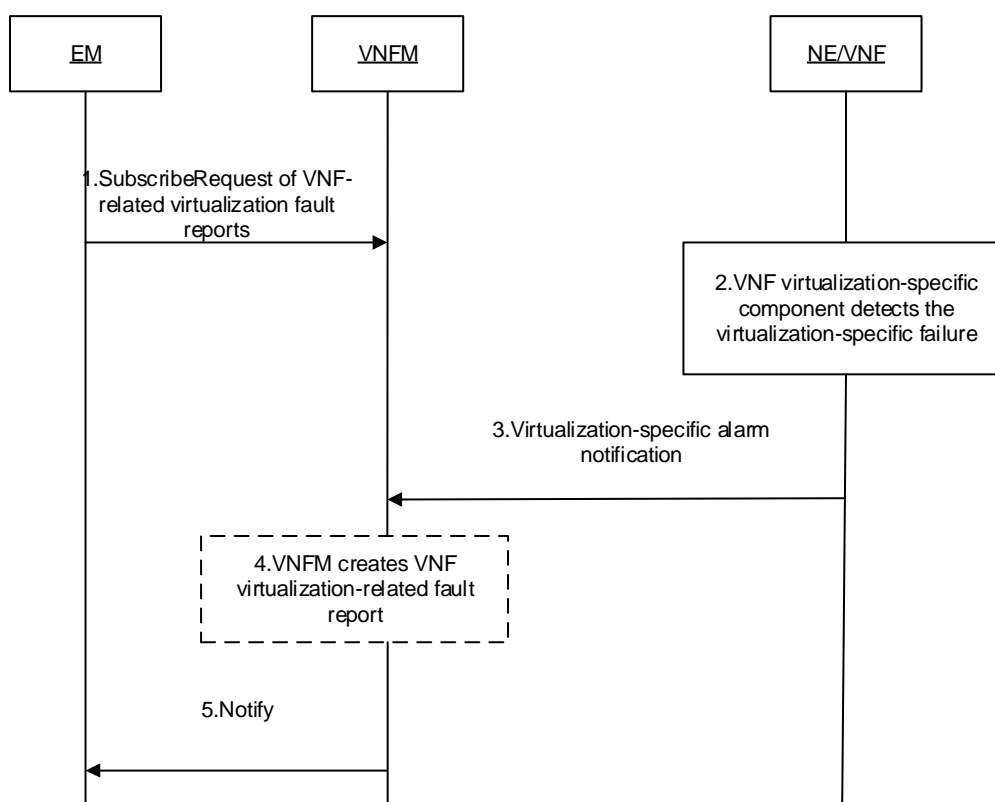 EM
VNFM
NE/VNF
1.SubscribeRequest of VNF-
related virtualization fault
reports
2.VNF virtualization-specific
component detects the
virtualization-specific failure
3.Virtualization-specific alarm
notification
4.VNFM creates VNF
virtualization-related fault
report
5.Notify